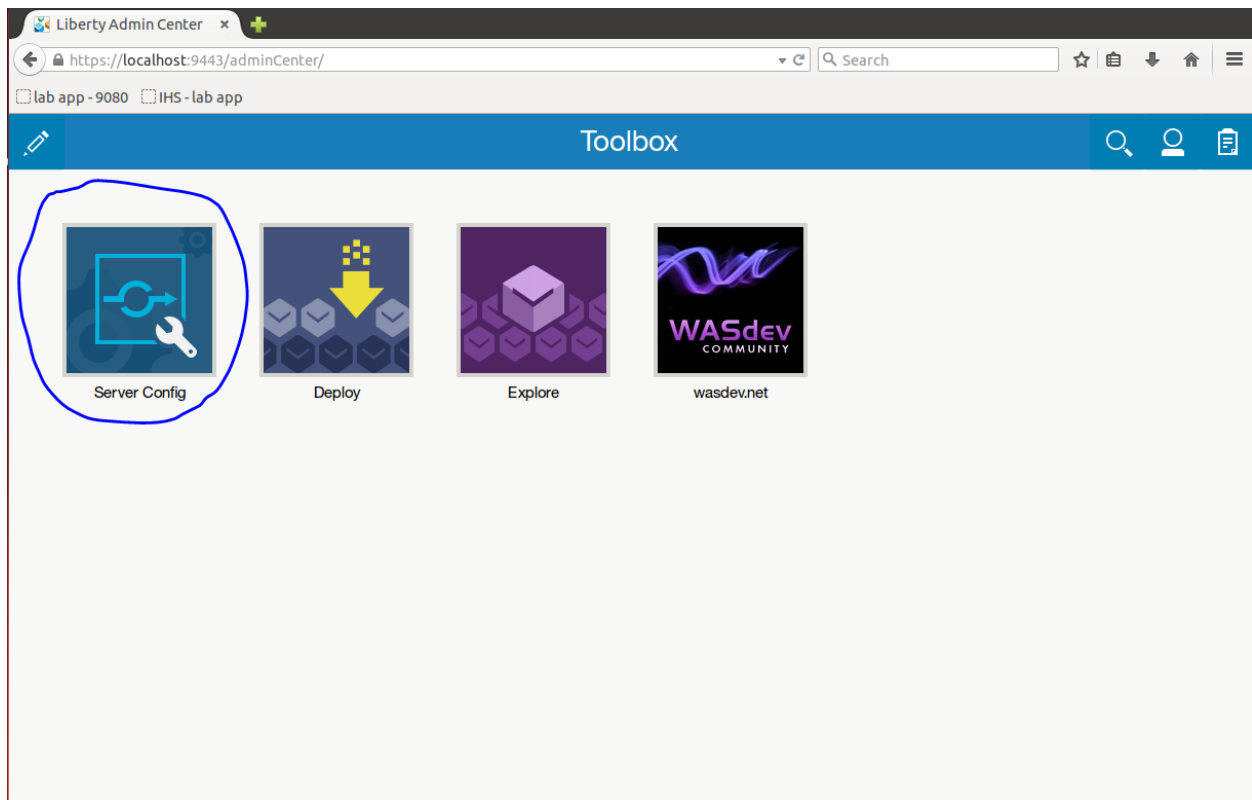 Liberty Admin Center
https://localhost:9443/adminCenter/
Search
lab app - 9080
IHS - lab app
Toolbox
WASdev
COMMUNITY
Server Config
Deploy
Explore
wasdev.net